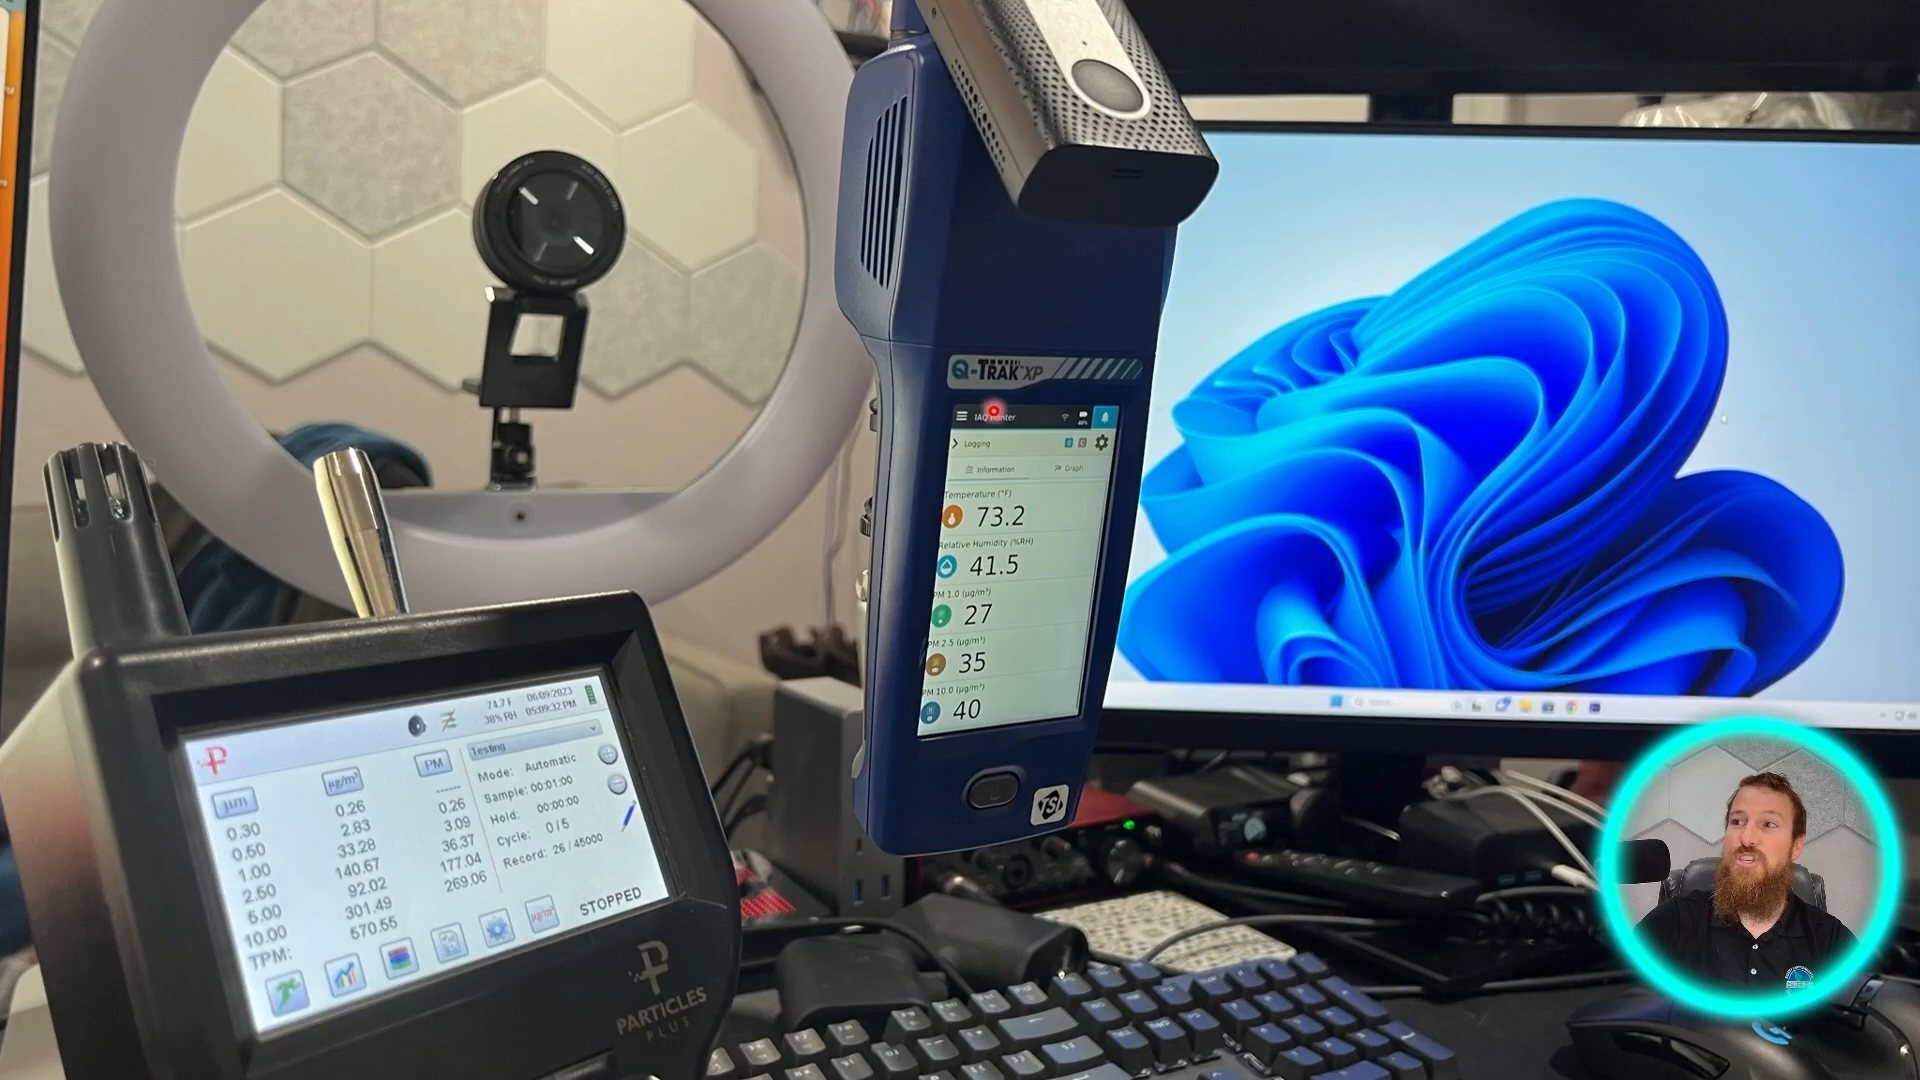 Q-TRAK XP
IAQ Hunter
Logging
Information
Graph
Temperature (°F)
73.2
Relative Humidity (%RH)
41.5
PM 1.0 (µg/m³)
27
PM 2.5 (µg/m³)
35
PM 10.0 (µg/m³)
40
TSI
74.7 F 06/09/2023
38% RH 05:09:32 PM
µm µg/m³ PM
0.30 0.26 -----
0.50 2.83 0.26
1.00 33.28 3.09
2.50 140.67 36.37
5.00 92.02 177.04
10.00 301.49 269.06
TPM: 570.55
Testing
Mode: Automatic
Sample: 00:01:00
Hold: 00:00:00
Cycle: 0 / 5
Record: 26 / 45000
µg/m³
STOPPED
PARTICLES
PLUS